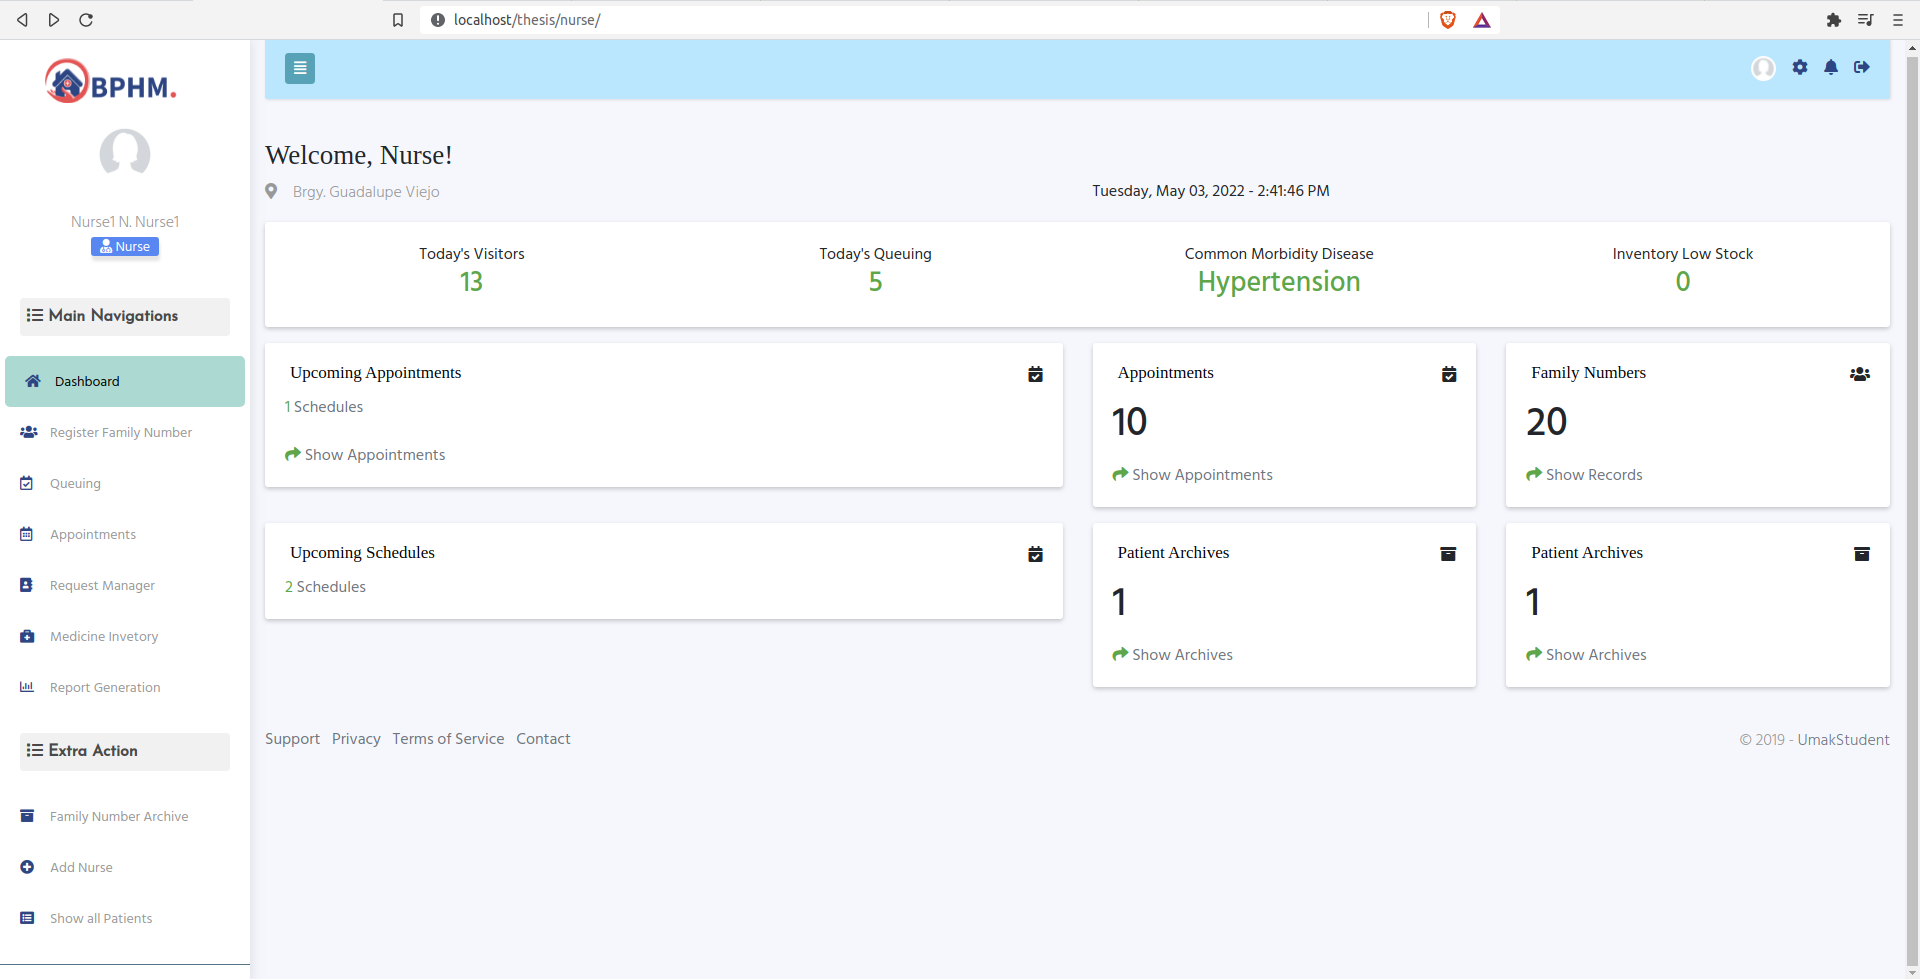 localhost/thesis/nurse/
BPHM.
Nurse1 N. Nurse1
Nurse
Main Navigations
Dashboard
Register Family Number
Queuing
Appointments
Request Manager
Medicine Invetory
Report Generation
Extra Action
Family Number Archive
Add Nurse
Show all Patients
Welcome, Nurse!
Brgy. Guadalupe Viejo
Tuesday, May 03, 2022 - 2:41:46 PM
Today's Visitors
13
Today's Queuing
5
Common Morbidity Disease
Hypertension
Inventory Low Stock
0
Upcoming Appointments
1 Schedules
Show Appointments
Appointments
10
Show Appointments
Family Numbers
20
Show Records
Upcoming Schedules
2 Schedules
Patient Archives
1
Show Archives
Patient Archives
1
Show Archives
Support Privacy Terms of Service Contact
© 2019 - UmakStudent